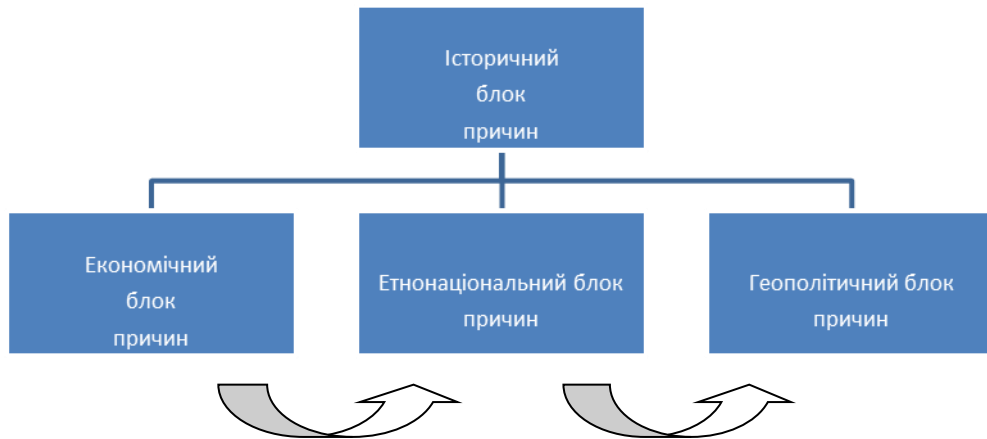 Історичний
блок
причин
Економічний
блок
причин
Етнонаціональний блок
причин
Геополітичний блок
причин